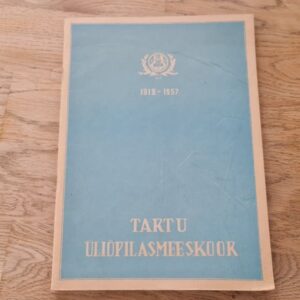 1912 - 1957
TARTU
ÜLIÕPILASMEESKOOR